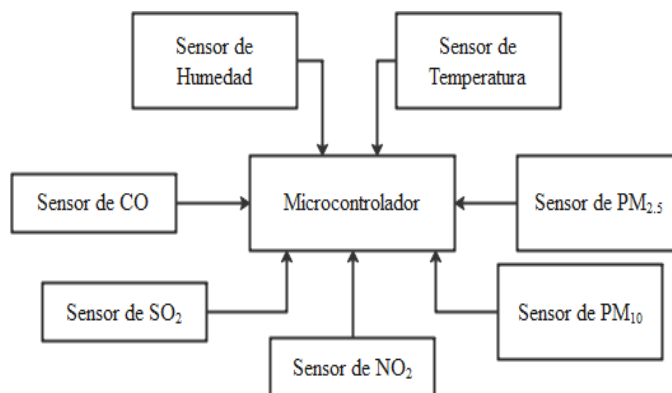 Sensor de
Humedad
Sensor de
Temperatura
Sensor de CO
Microcontrolador
Sensor de PM₂.₅
Sensor de SO₂
Sensor de NO₂
Sensor de PM₁₀